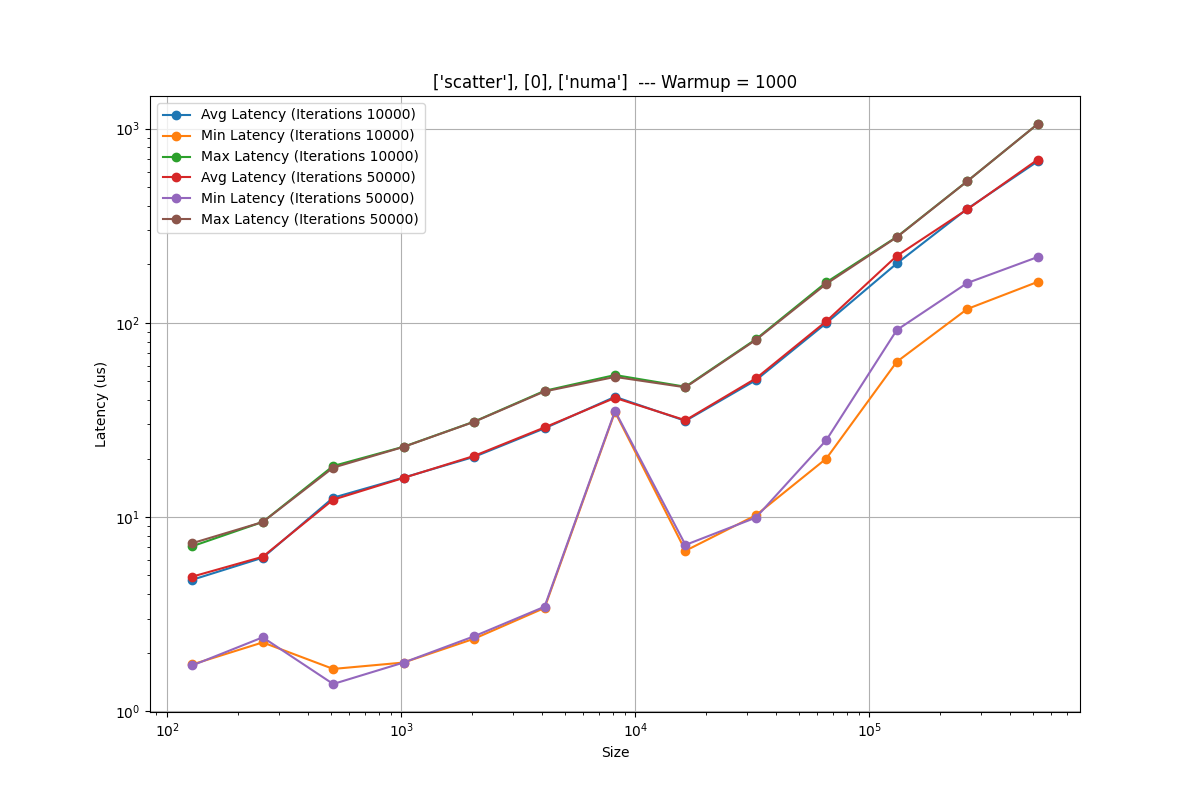 ['scatter'], [0], ['numa']  --- Warmup = 1000
Avg Latency (Iterations 10000)
Min Latency (Iterations 10000)
Max Latency (Iterations 10000)
Avg Latency (Iterations 50000)
Min Latency (Iterations 50000)
Max Latency (Iterations 50000)
Latency (us)
10³
10²
10¹
10⁰
10² 10³ 10⁴ 10⁵
Size